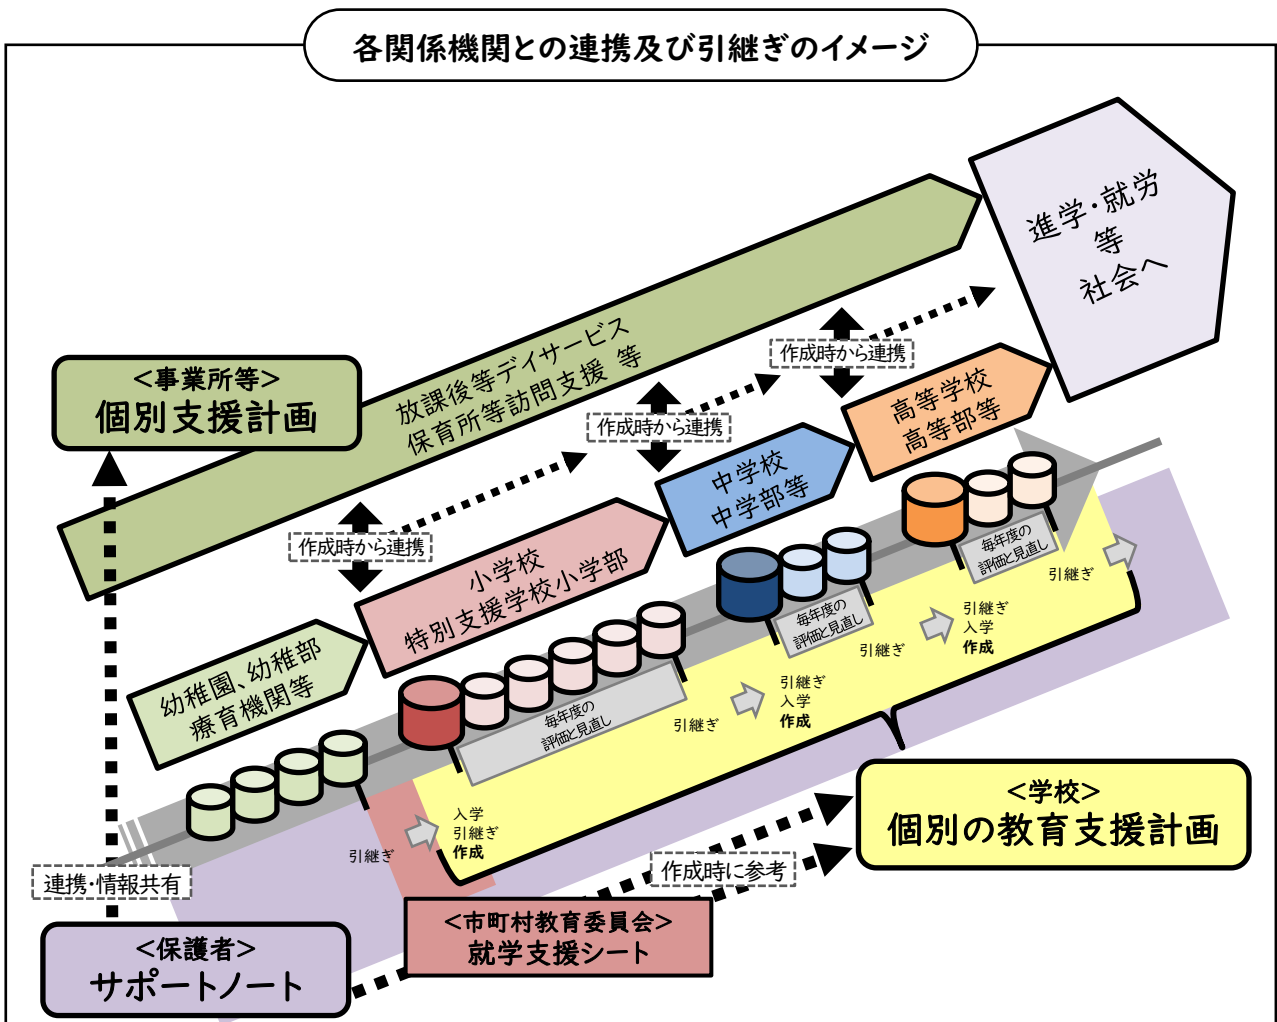 各関係機関との連携及び引継ぎのイメージ
進学・就労
等
社会へ
放課後等デイサービス
保育所等訪問支援 等
<事業所等>
個別支援計画
作成時から連携
作成時から連携
作成時から連携
高等学校
高等部等
中学校
中学部等
小学校
特別支援学校小学部
幼稚園、幼稚部
療育機関等
毎年度の
評価と見直し
引継ぎ
毎年度の
評価と見直し
引継ぎ
引継ぎ
入学
作成
毎年度の
評価と見直し
引継ぎ
引継ぎ
入学
作成
引継ぎ
入学
引継ぎ
作成
<学校>
個別の教育支援計画
作成時に参考
連携・情報共有
<市町村教育委員会>
就学支援シート
<保護者>
サポートノート